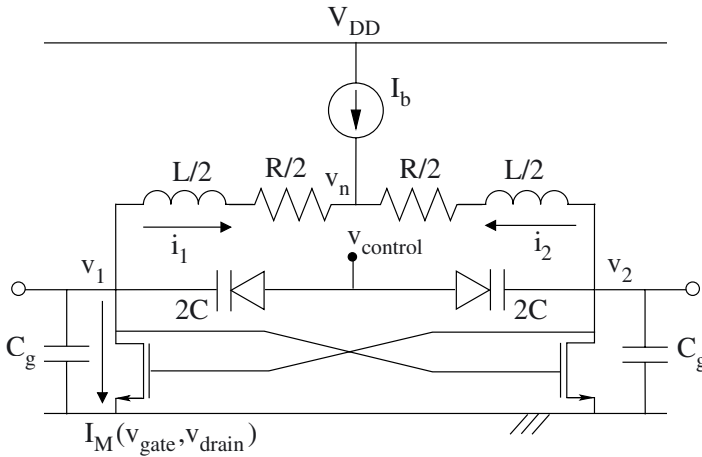 V_DD
I_b
L/2
R/2
v_n
R/2
L/2
i_1
v_control
i_2
v_1
v_2
2C
2C
C_g
C_g
I_M(v_gate,v_drain)